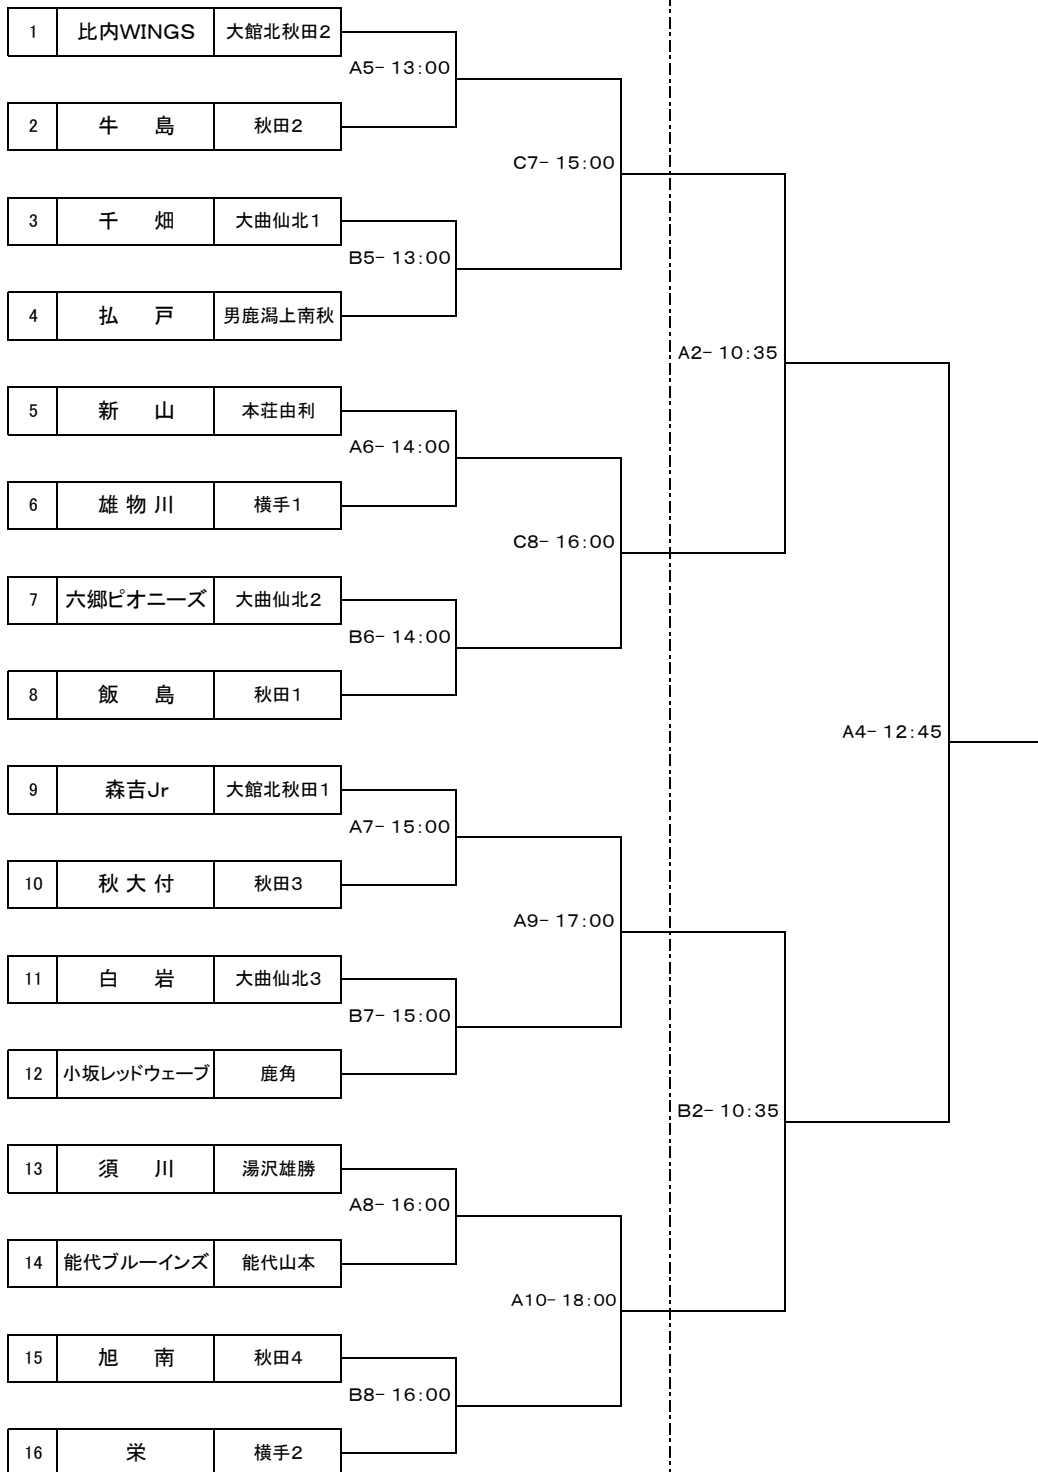 1 比内WINGS 大館北秋田2
A5- 13:00
2 牛 島 秋田2
C7- 15:00
3 千 畑 大曲仙北1
B5- 13:00
4 払 戸 男鹿潟上南秋
A2- 10:35
5 新 山 本荘由利
A6- 14:00
6 雄 物 川 横手1
C8- 16:00
7 六郷ピオニーズ 大曲仙北2
B6- 14:00
8 飯 島 秋田1
A4- 12:45
9 森吉Jr 大館北秋田1
A7- 15:00
10 秋 大 付 秋田3
A9- 17:00
11 白 岩 大曲仙北3
B7- 15:00
12 小坂レッドウェーブ 鹿角
B2- 10:35
13 須 川 湯沢雄勝
A8- 16:00
14 能代ブルーインズ 能代山本
A10- 18:00
15 旭 南 秋田4
B8- 16:00
16 栄 横手2